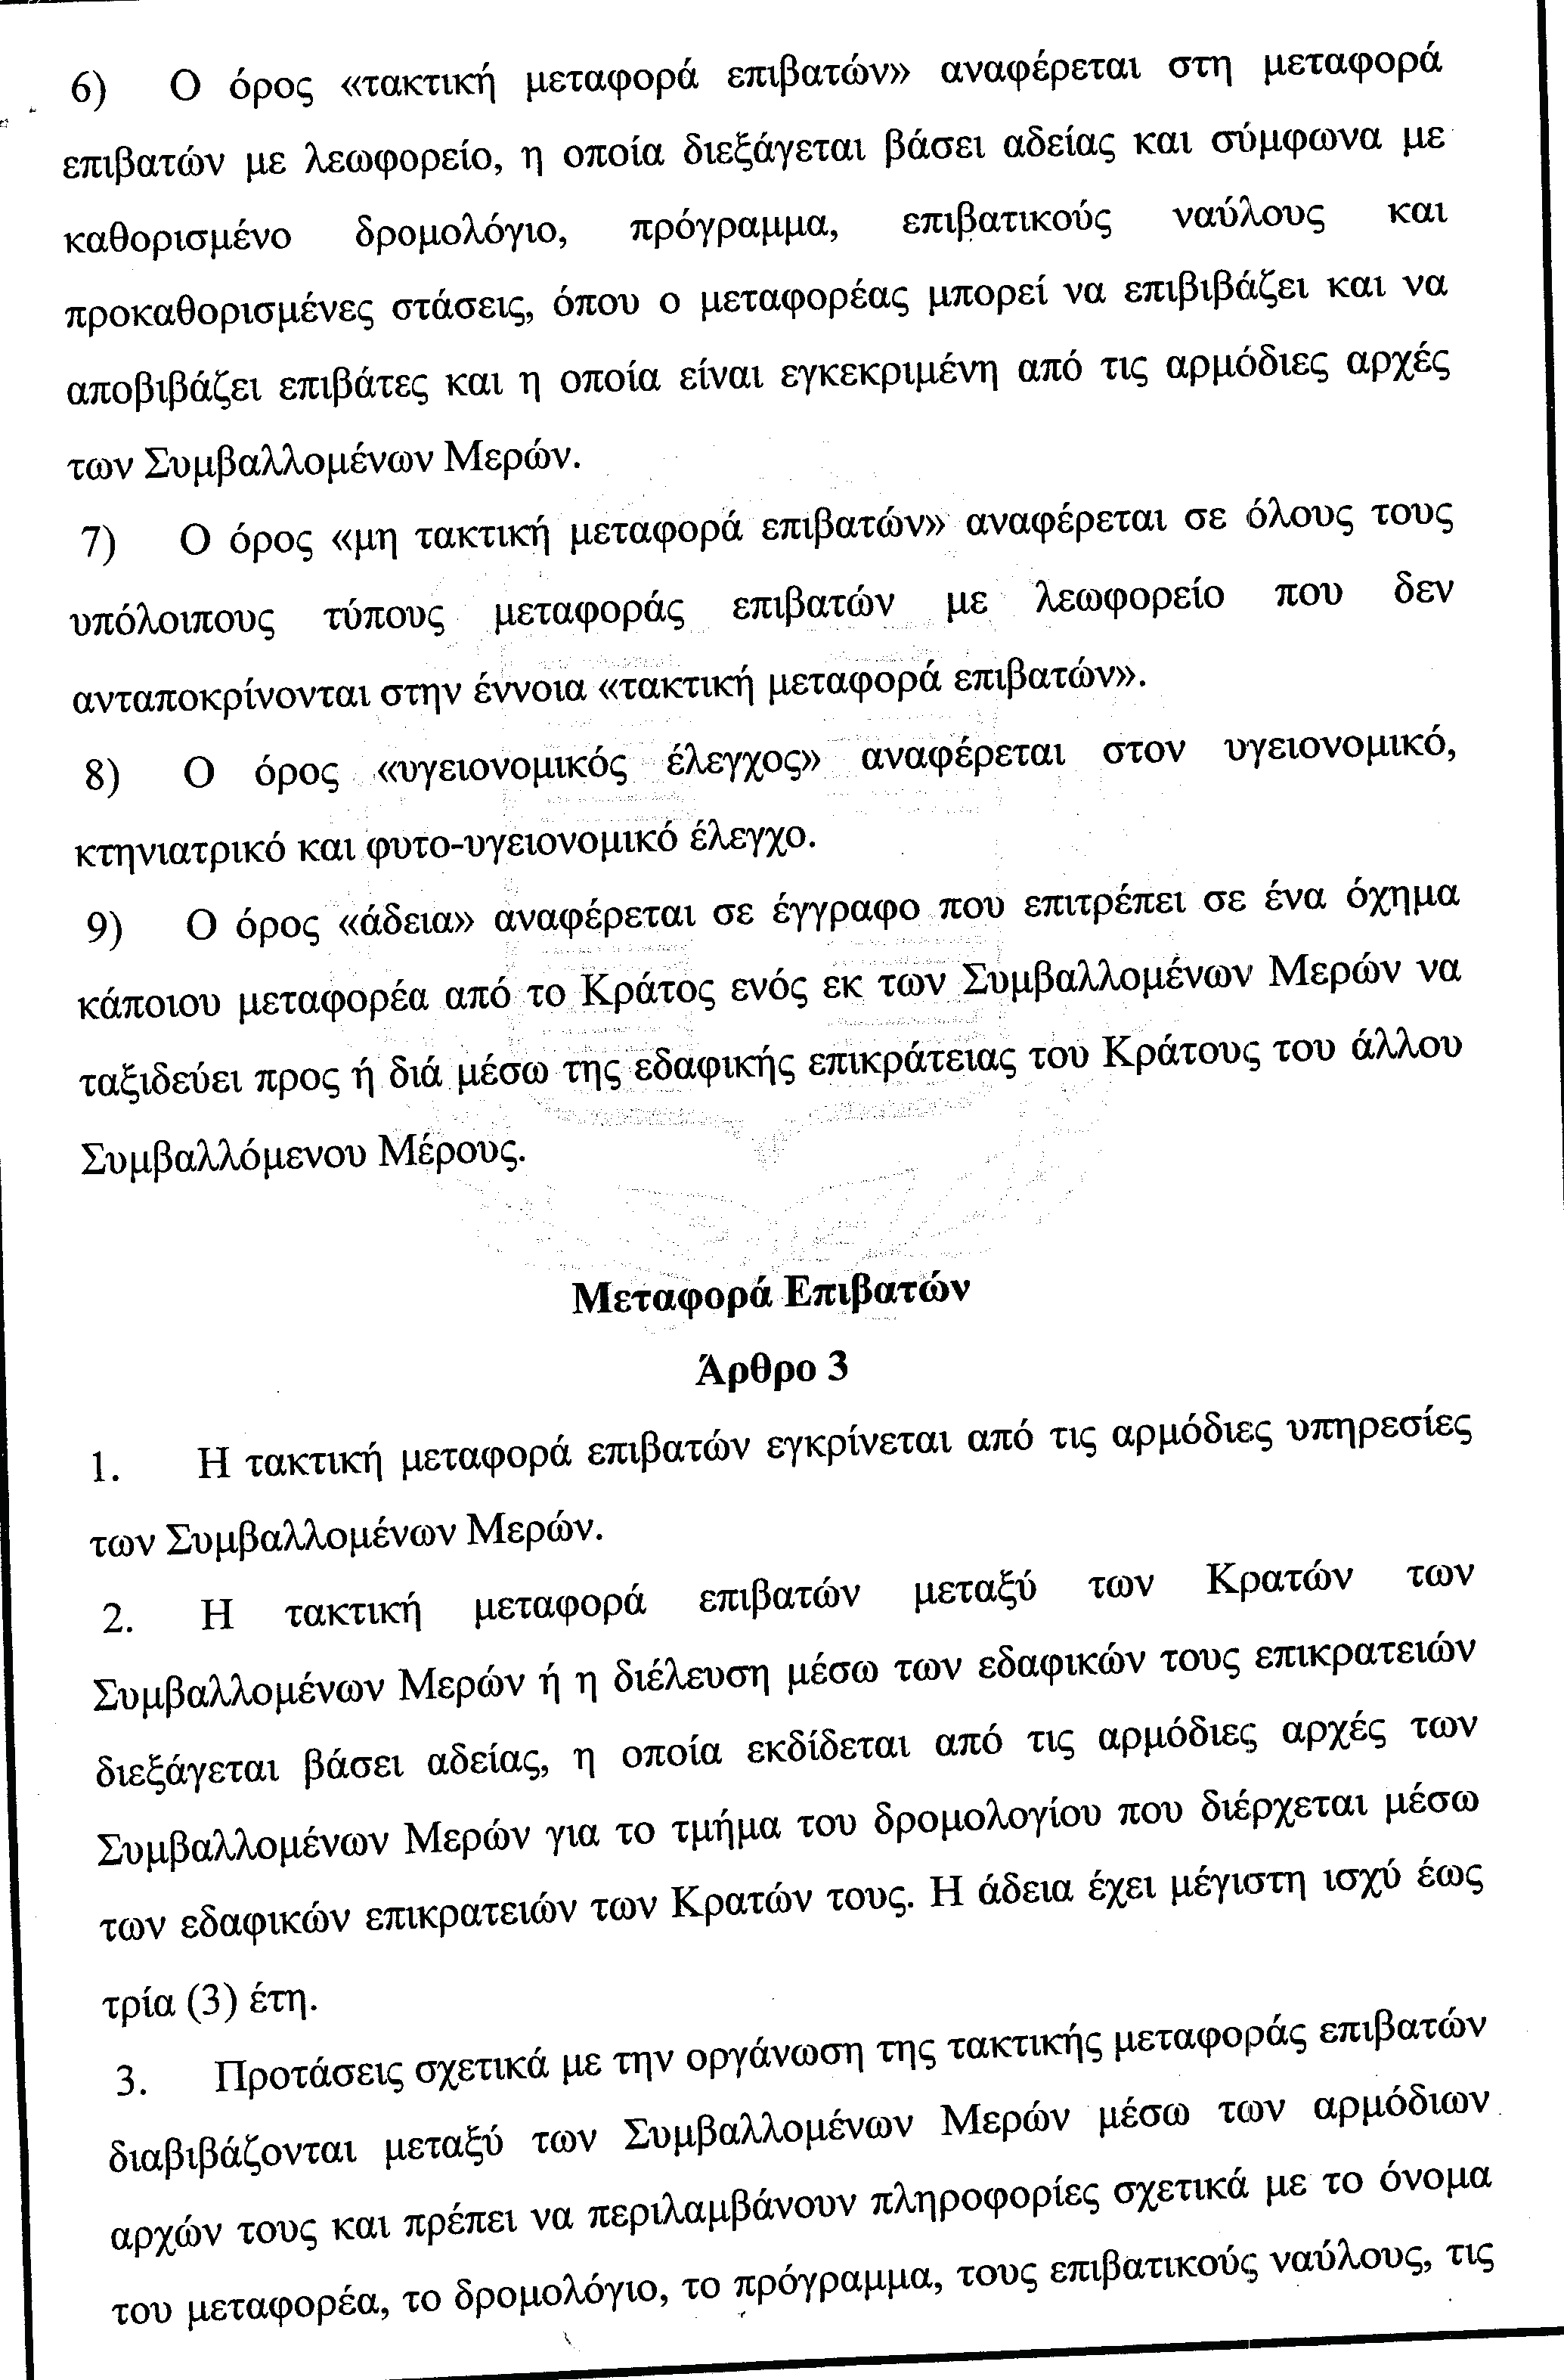 6) Ο όρος «τακτική μεταφορά επιβατών» αναφέρεται στη μεταφορά
επιβατών με λεωφορείο, η οποία διεξάγεται βάσει αδείας και σύμφωνα με
καθορισμένο δρομολόγιο, πρόγραμμα, επιβατικούς ναύλους και
προκαθορισμένες στάσεις, όπου ο μεταφορέας μπορεί να επιβιβάζει και να
αποβιβάζει επιβάτες και η οποία είναι εγκεκριμένη από τις αρμόδιες αρχές
των Συμβαλλομένων Μερών.
7) Ο όρος «μη τακτική μεταφορά επιβατών» αναφέρεται σε όλους τους
υπόλοιπους τύπους μεταφοράς επιβατών με λεωφορείο που δεν
ανταποκρίνονται στην έννοια «τακτική μεταφορά επιβατών».
8) Ο όρος «υγειονομικός έλεγχος» αναφέρεται στον υγειονομικό,
κτηνιατρικό και φυτο-υγειονομικό έλεγχο.
9) Ο όρος «άδεια» αναφέρεται σε έγγραφο που επιτρέπει σε ένα όχημα
κάποιου μεταφορέα από το Κράτος ενός εκ των Συμβαλλομένων Μερών να
ταξιδεύει προς ή διά μέσω της εδαφικής επικράτειας του Κράτους του άλλου
Συμβαλλόμενου Μέρους.
Μεταφορά Επιβατών
Άρθρο 3
1. Η τακτική μεταφορά επιβατών εγκρίνεται από τις αρμόδιες υπηρεσίες
των Συμβαλλομένων Μερών.
2. Η τακτική μεταφορά επιβατών μεταξύ των Κρατών των
Συμβαλλομένων Μερών ή η διέλευση μέσω των εδαφικών τους επικρατειών
διεξάγεται βάσει αδείας, η οποία εκδίδεται από τις αρμόδιες αρχές των
Συμβαλλομένων Μερών για το τμήμα του δρομολογίου που διέρχεται μέσω
των εδαφικών επικρατειών των Κρατών τους. Η άδεια έχει μέγιστη ισχύ έως
τρία (3) έτη.
3. Προτάσεις σχετικά με την οργάνωση της τακτικής μεταφοράς επιβατών
διαβιβάζονται μεταξύ των Συμβαλλομένων Μερών μέσω των αρμόδιων
αρχών τους και πρέπει να περιλαμβάνουν πληροφορίες σχετικά με το όνομα
του μεταφορέα, το δρομολόγιο, το πρόγραμμα, τους επιβατικούς ναύλους, τις